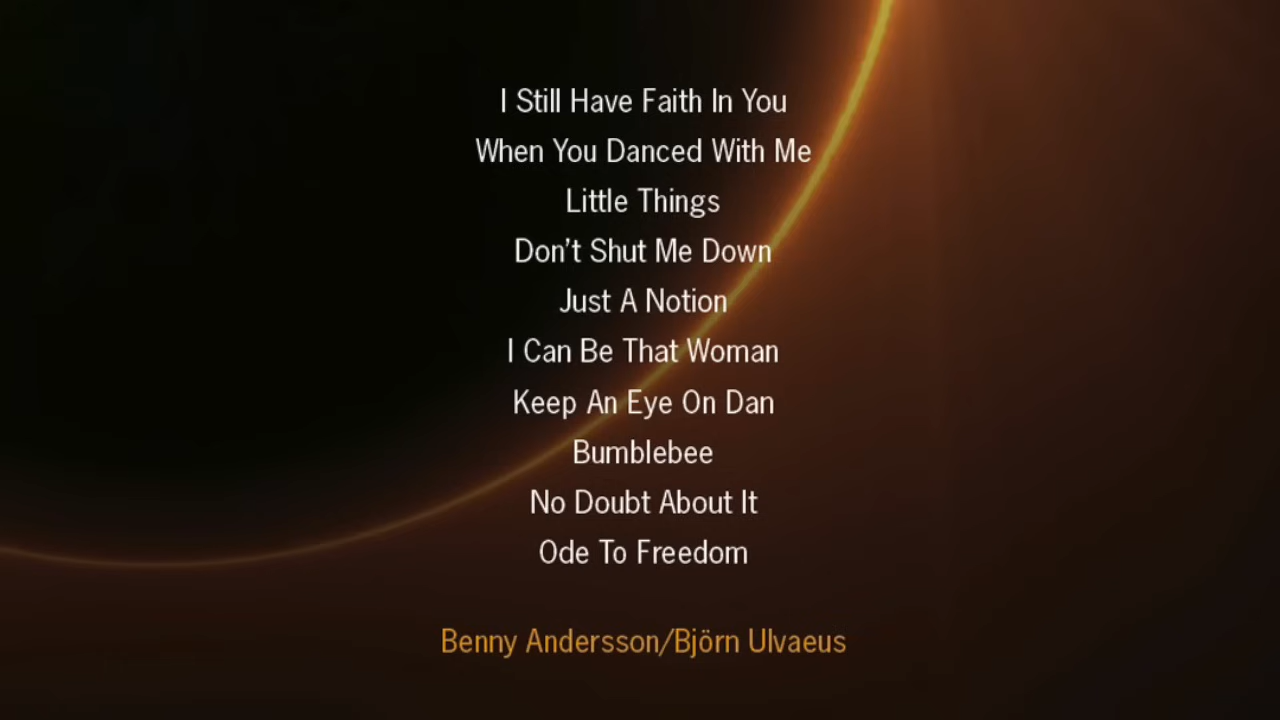 I Still Have Faith In You
When You Danced With Me
Little Things
Don’t Shut Me Down
Just A Notion
I Can Be That Woman
Keep An Eye On Dan
Bumblebee
No Doubt About It
Ode To Freedom
Benny Andersson/Björn Ulvaeus